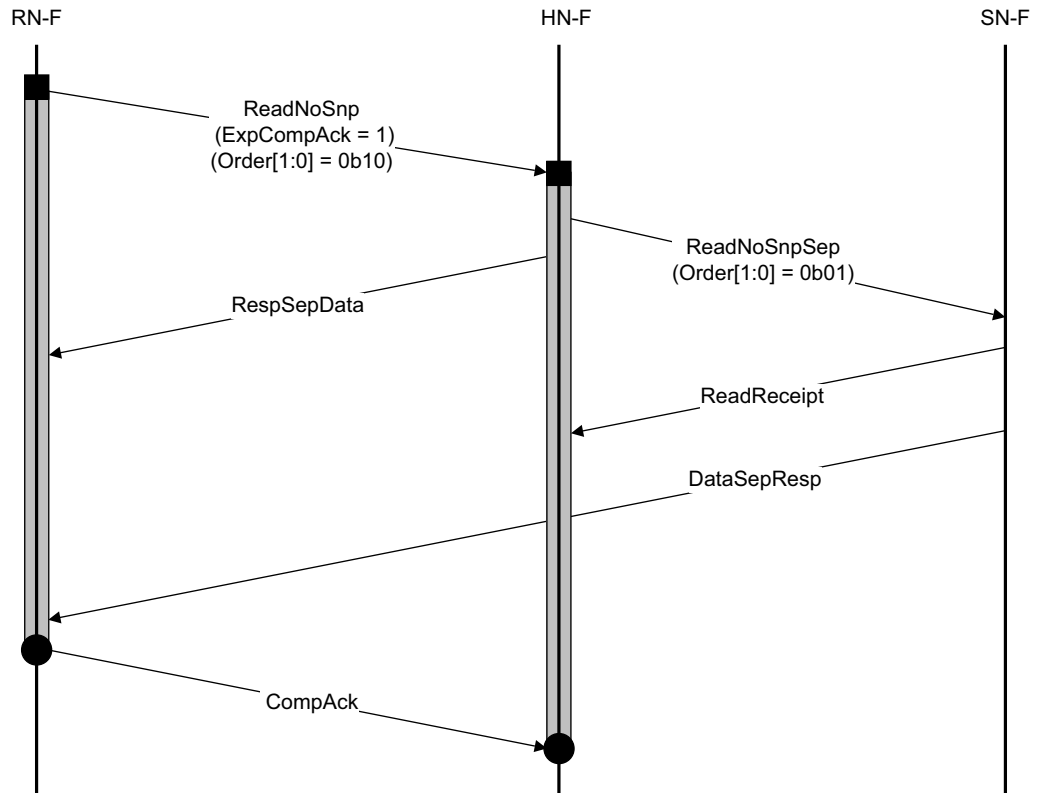 RN-F
HN-F
SN-F
ReadNoSnp
(ExpCompAck = 1)
(Order[1:0] = 0b10)
ReadNoSnpSep
(Order[1:0] = 0b01)
RespSepData
ReadReceipt
DataSepResp
CompAck